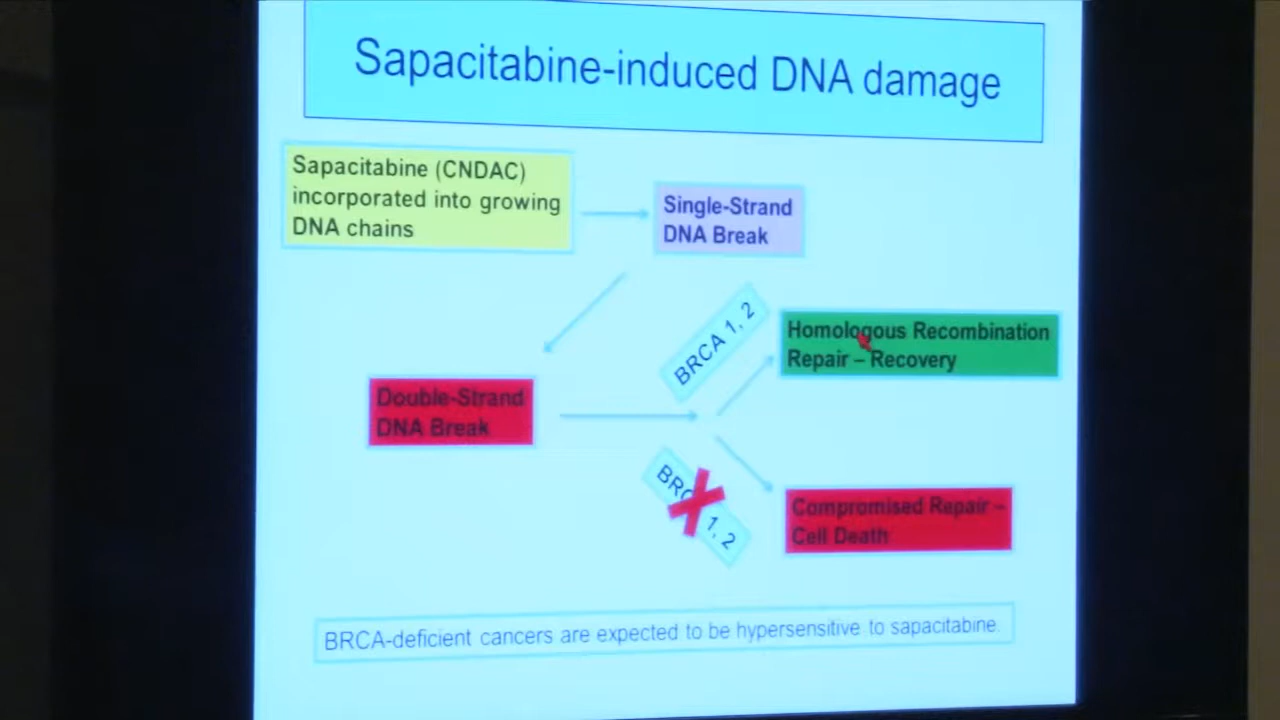 Sapacitabine-induced DNA damage
Sapacitabine (CNDAC)
incorporated into growing
DNA chains
Single-Strand
DNA Break
BRCA 1, 2
Homologous Recombination
Repair – Recovery
Double-Strand
DNA Break
BRC 1, 2
Compromised Repair –
Cell Death
BRCA-deficient cancers are expected to be hypersensitive to sapacitabine.